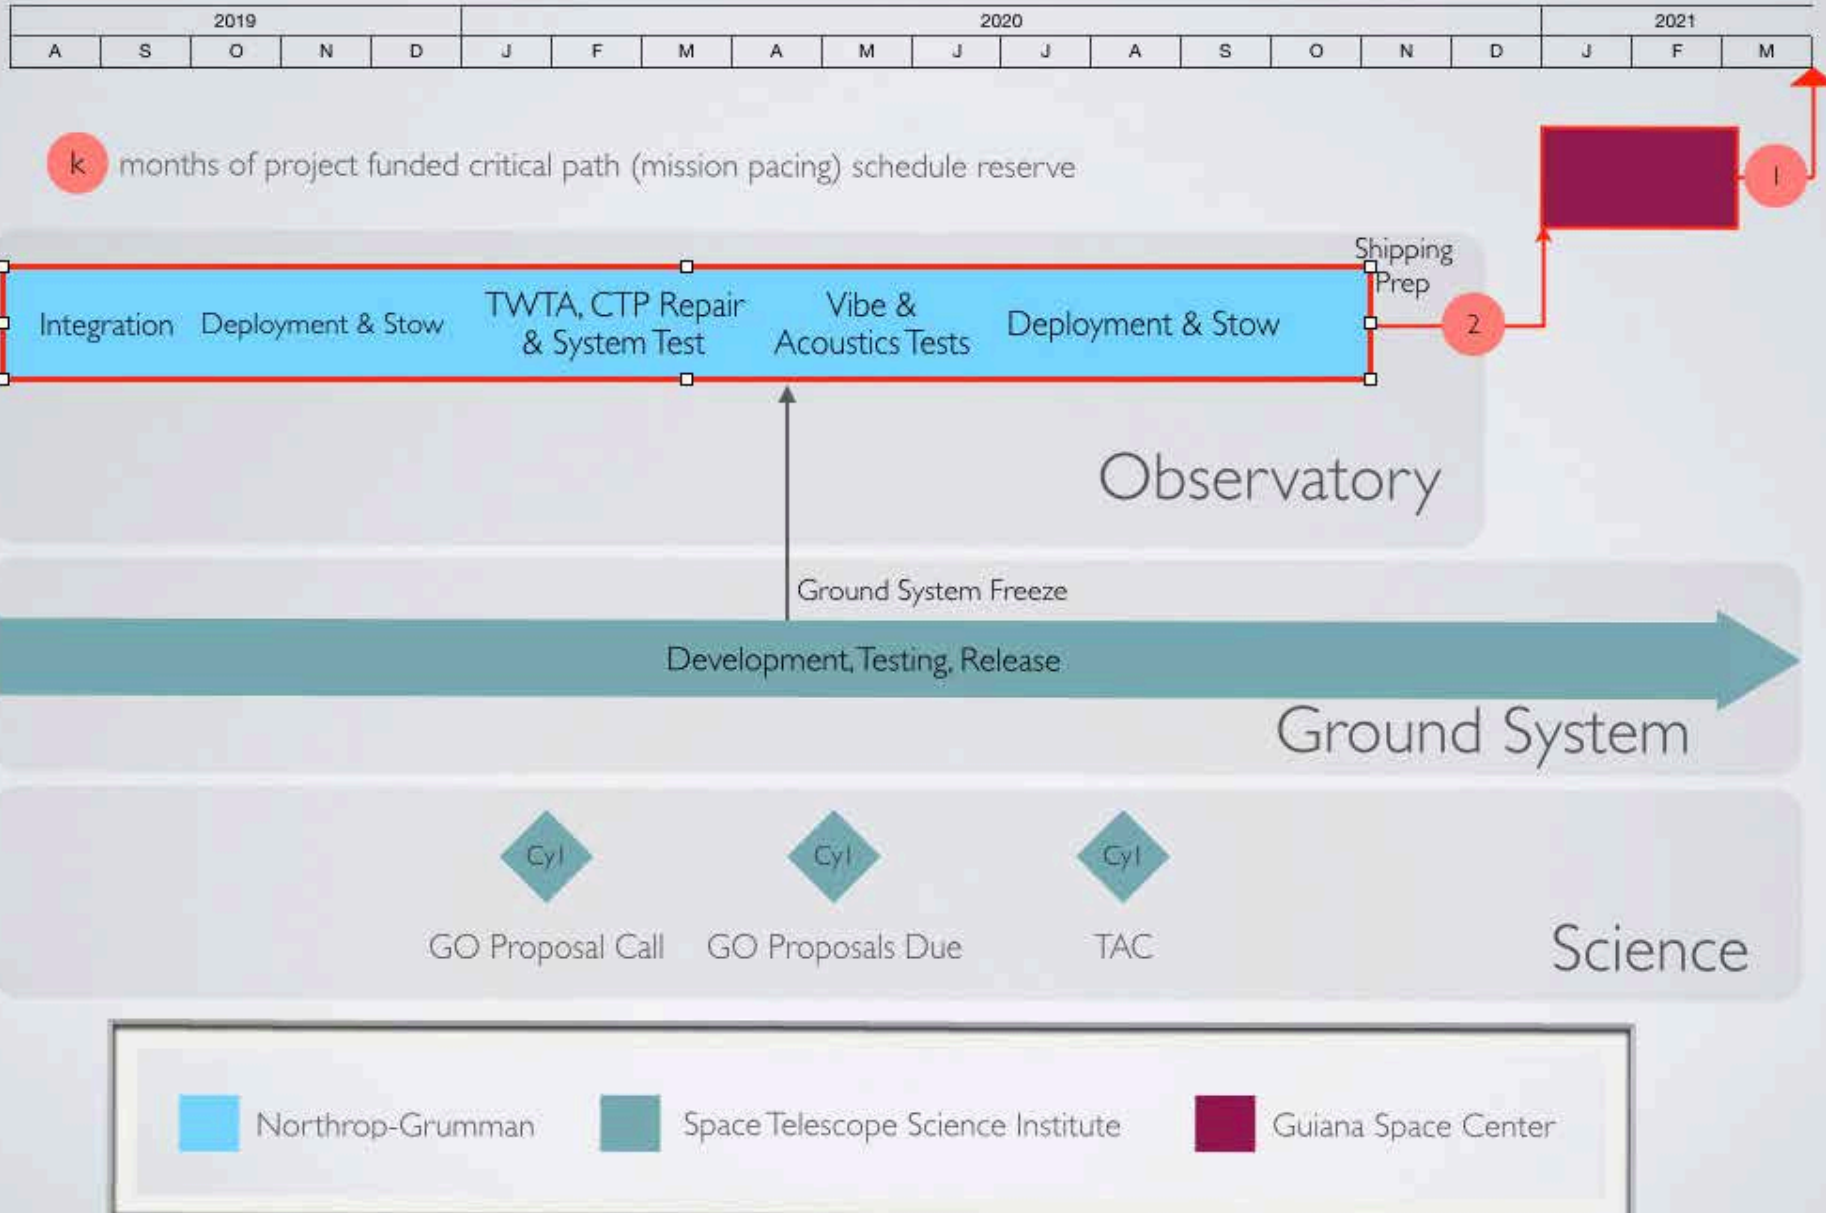 2019 2020 2021
A S O N D J F M A M J J A S O N D J F M
k months of project funded critical path (mission pacing) schedule reserve
1
Shipping
Prep
Integration
Deployment & Stow
TWTA, CTP Repair
& System Test
Vibe &
Acoustics Tests
Deployment & Stow
2
Observatory
Ground System Freeze
Development, Testing, Release
Ground System
Cy1 Cy1 Cy1
GO Proposal Call GO Proposals Due TAC
Science
Northrop-Grumman Space Telescope Science Institute Guiana Space Center